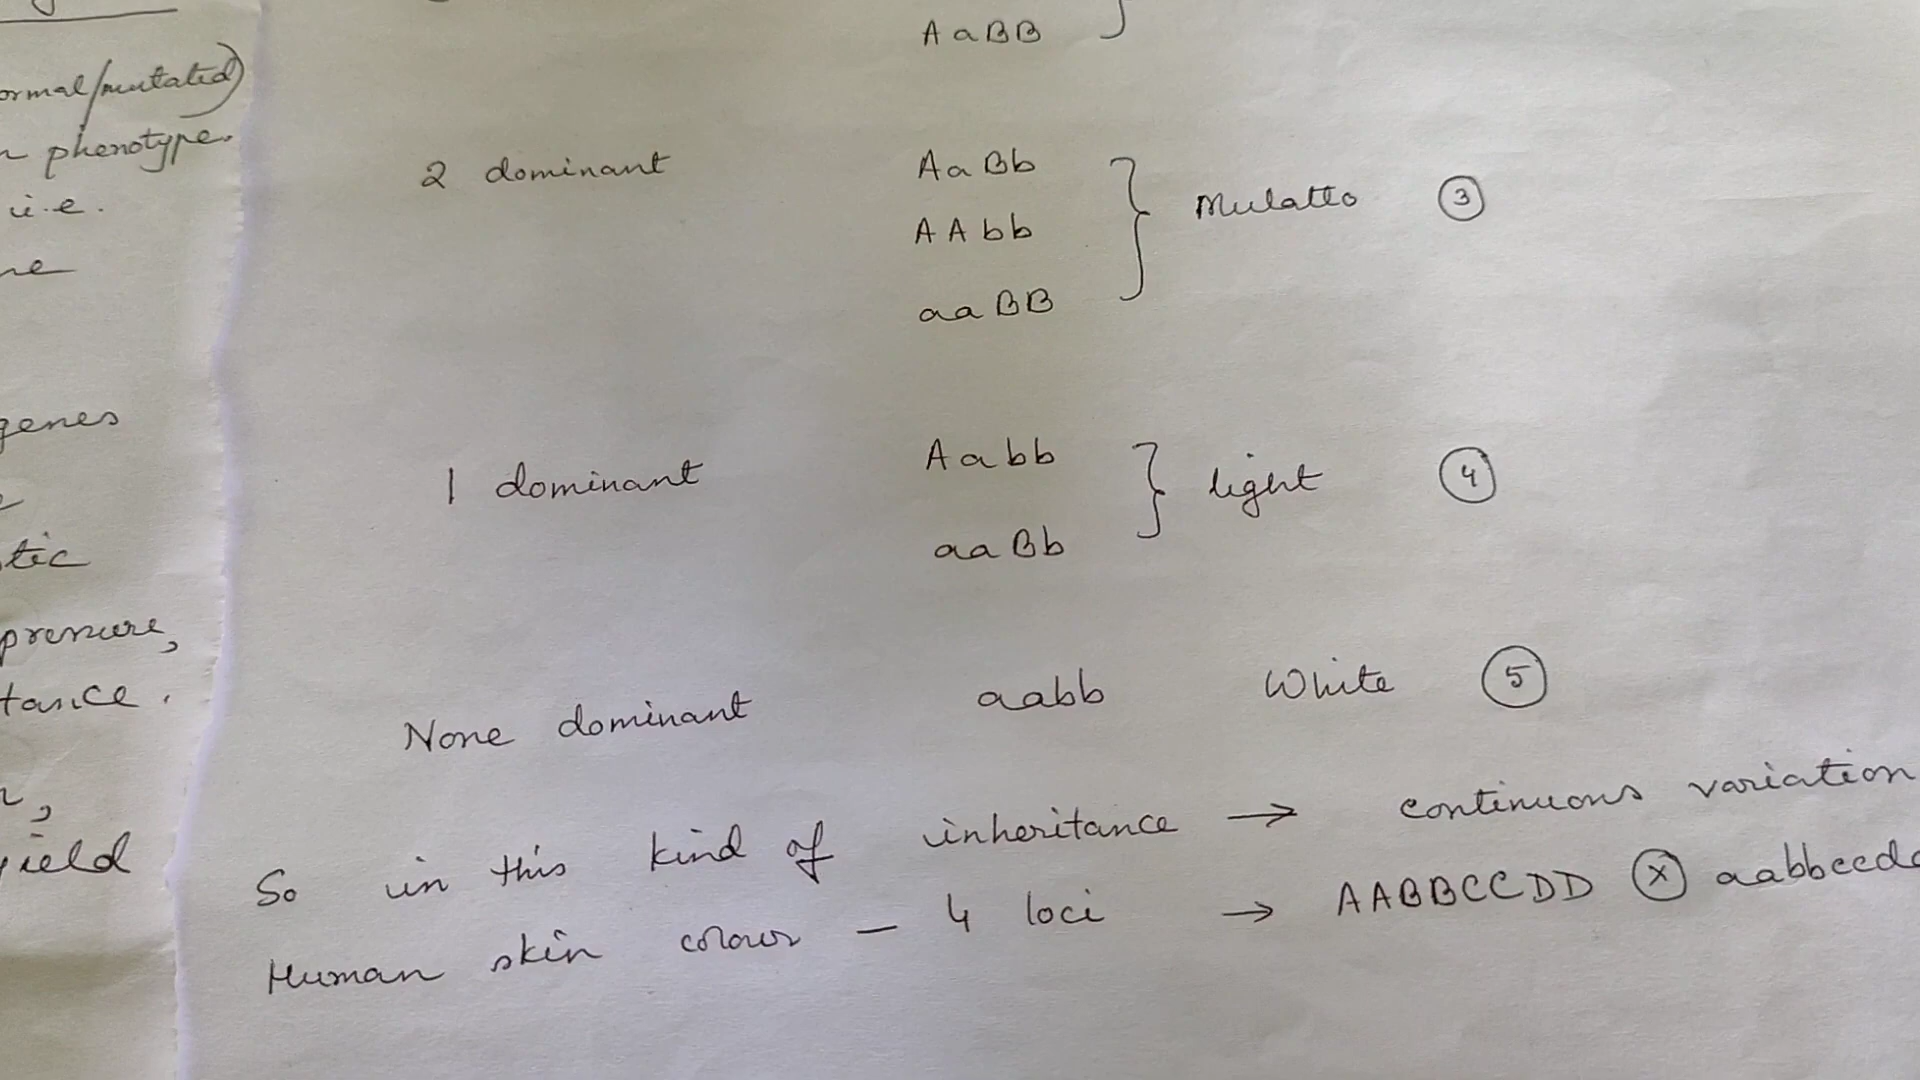 ormal/mutated)
phenotype.
i.e.
genes
tic
pressure,
tance.
yield
AaBB
2 dominant AaBb
AAbb
aaBB
Mulatto 3
1 dominant Aabb
aaBb
light 4
None dominant aabb White 5
So in this kind of inheritance → continuous variation
Human skin colour — 4 loci → AABBCCDD X aabbccdd